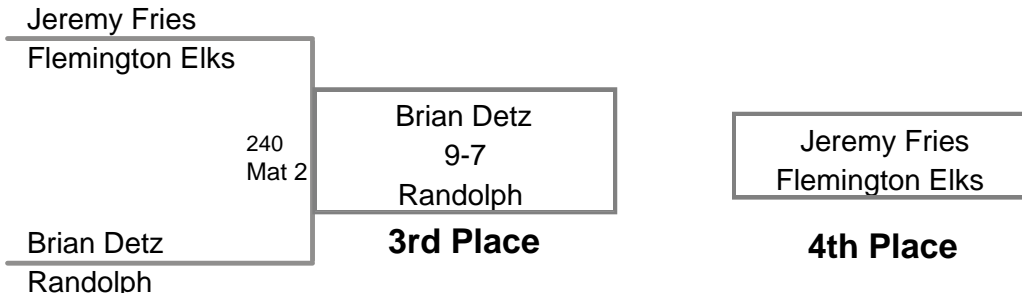 Jeremy Fries
Flemington Elks
240
Mat 2
Brian Detz
Randolph
Brian Detz
9-7
Randolph
3rd Place
Jeremy Fries
Flemington Elks
4th Place